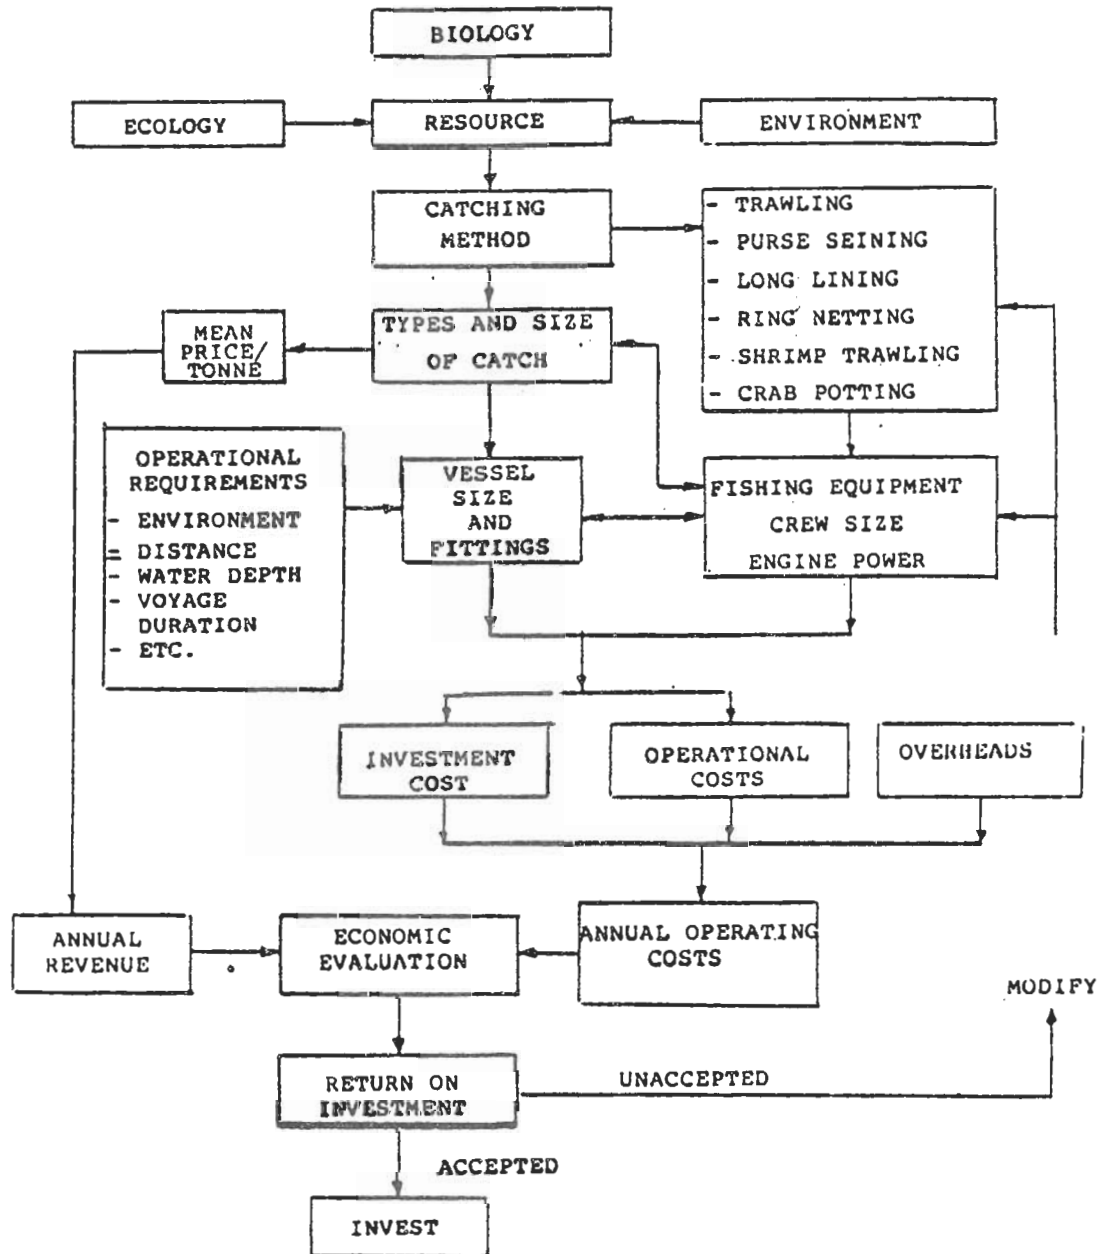 BIOLOGY
ECOLOGY
RESOURCE
ENVIRONMENT
CATCHING
METHOD
- TRAWLING
- PURSE SEINING
- LONG LINING
- RING NETTING
- SHRIMP TRAWLING
- CRAB POTTING
MEAN
PRICE/
TONNE
TYPES AND SIZE
OF CATCH
OPERATIONAL
REQUIREMENTS
- ENVIRONMENT
- DISTANCE
- WATER DEPTH
- VOYAGE
DURATION
- ETC.
VESSEL
SIZE
AND
FITTINGS
FISHING EQUIPMENT
CREW SIZE
ENGINE POWER
INVESTMENT
COST
OPERATIONAL
COSTS
OVERHEADS
ANNUAL
REVENUE
ECONOMIC
EVALUATION
ANNUAL OPERATING
COSTS
MODIFY
RETURN ON
INVESTMENT
UNACCEPTED
ACCEPTED
INVEST